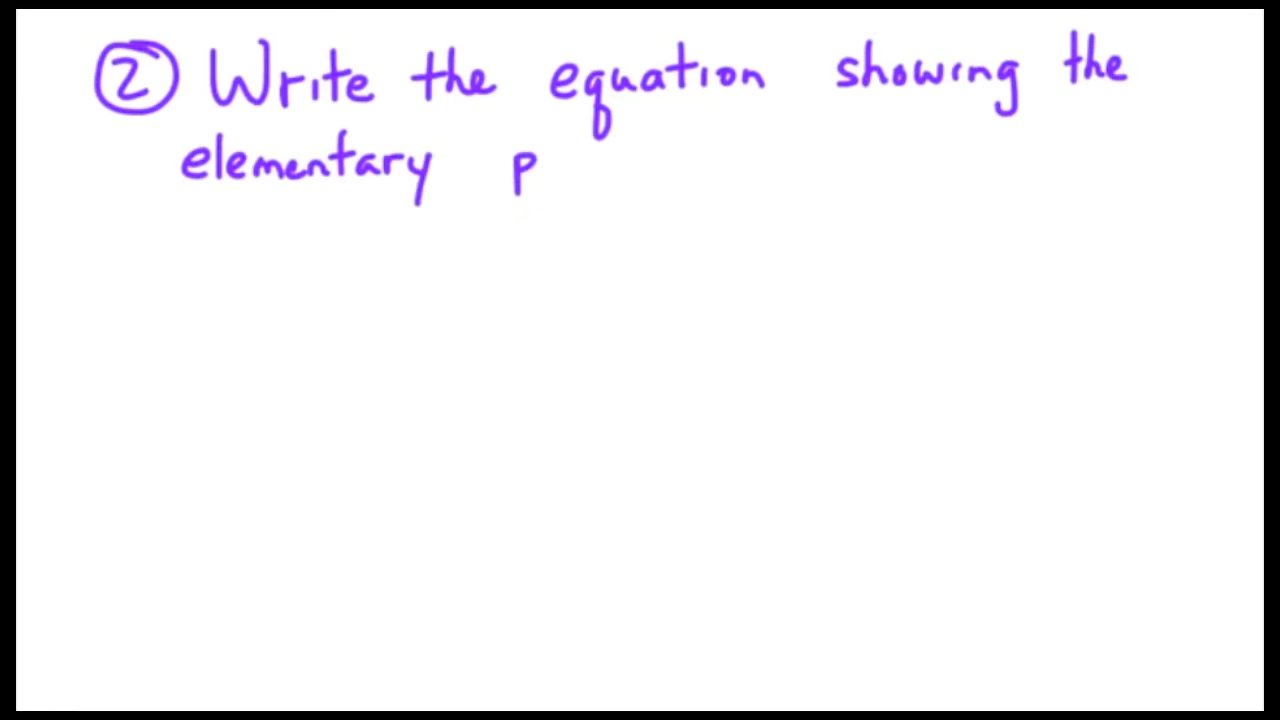 ② Write the equation showing the
elementary p